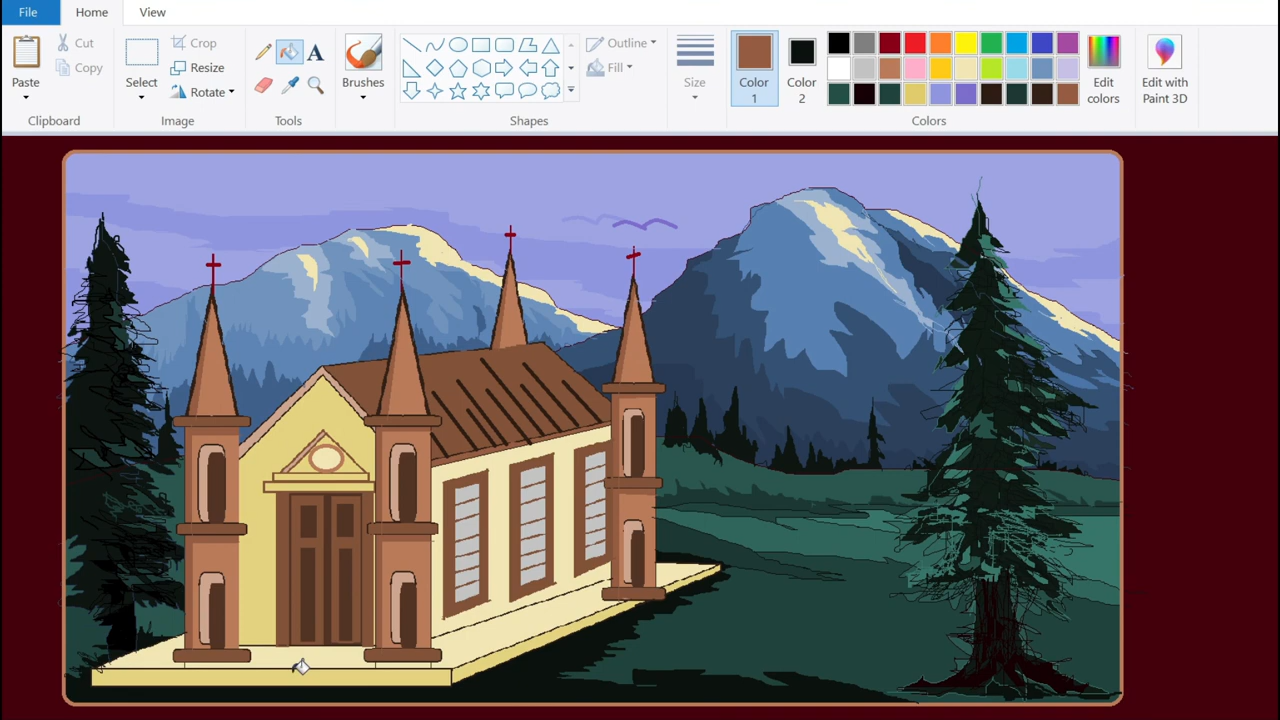 File Home View
Cut
Copy
Paste
Clipboard
Select
Crop
Resize
Rotate
Image
A
Tools
Brushes
Outline
Fill
Shapes
Size
Color
1
Color
2
Edit
colors
Colors
Edit with
Paint 3D